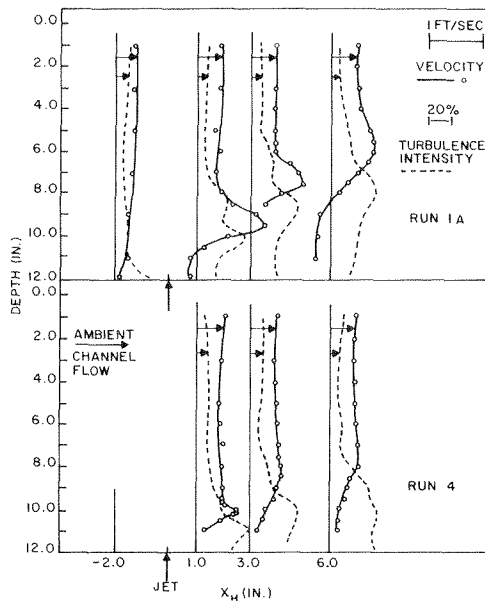 0.0
1 FT/SEC
2.0
VELOCITY
4.0
20%
6.0
TURBULENCE
INTENSITY
8.0
RUN 1A
10.0
12.0
DEPTH (IN.)
0.0
2.0
AMBIENT
CHANNEL
FLOW
4.0
6.0
8.0
RUN 4
10.0
12.0
-2.0
1.0
3.0
6.0
JET
XH (IN.)